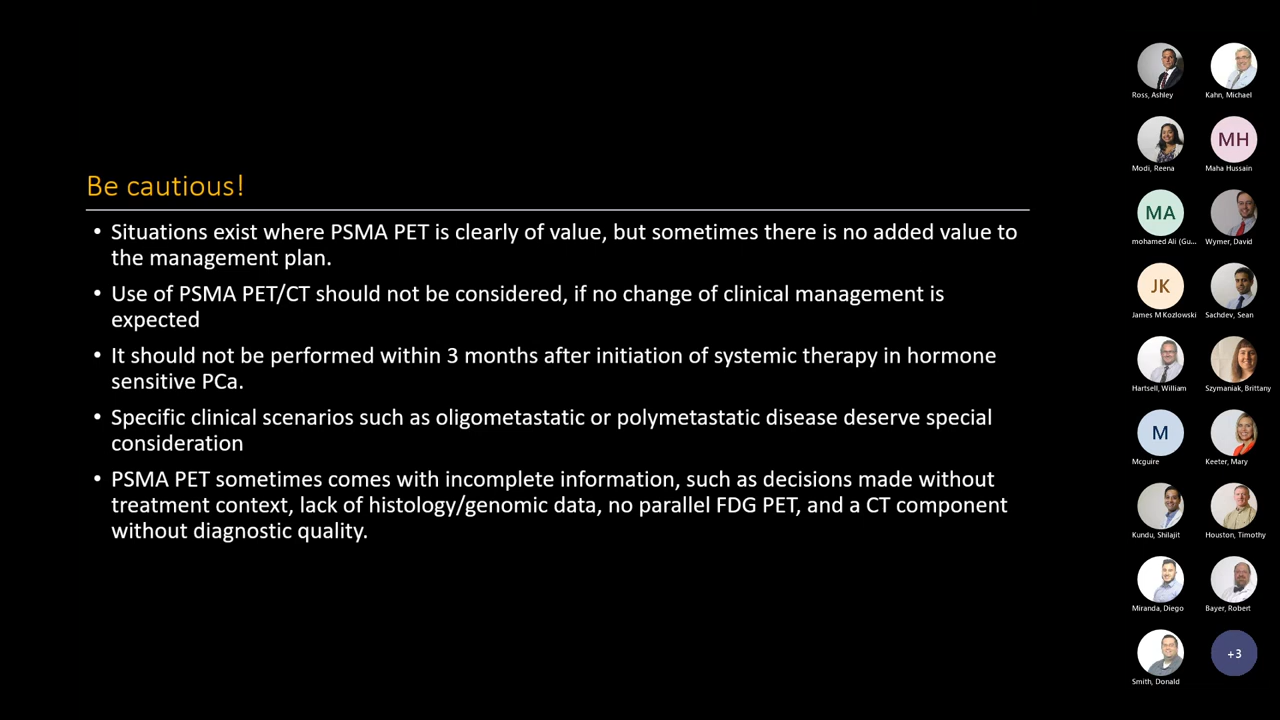 Be cautious!
• Situations exist where PSMA PET is clearly of value, but sometimes there is no added value to
the management plan.
• Use of PSMA PET/CT should not be considered, if no change of clinical management is
expected
• It should not be performed within 3 months after initiation of systemic therapy in hormone
sensitive PCa.
• Specific clinical scenarios such as oligometastatic or polymetastatic disease deserve special
consideration
• PSMA PET sometimes comes with incomplete information, such as decisions made without
treatment context, lack of histology/genomic data, no parallel FDG PET, and a CT component
without diagnostic quality.
Ross, Ashley
Kahn, Michael
Modi, Reena
MH
Maha Hussain
MA
mohamed Ali (Gu...
Wymer, David
JK
James M Kozlowski
Sachdev, Sean
Hartsell, William
Szymaniak, Brittany
M
Mcguire
Keeter, Mary
Kundu, Shilajit
Houston, Timothy
Miranda, Diego
Bayer, Robert
Smith, Donald
+3